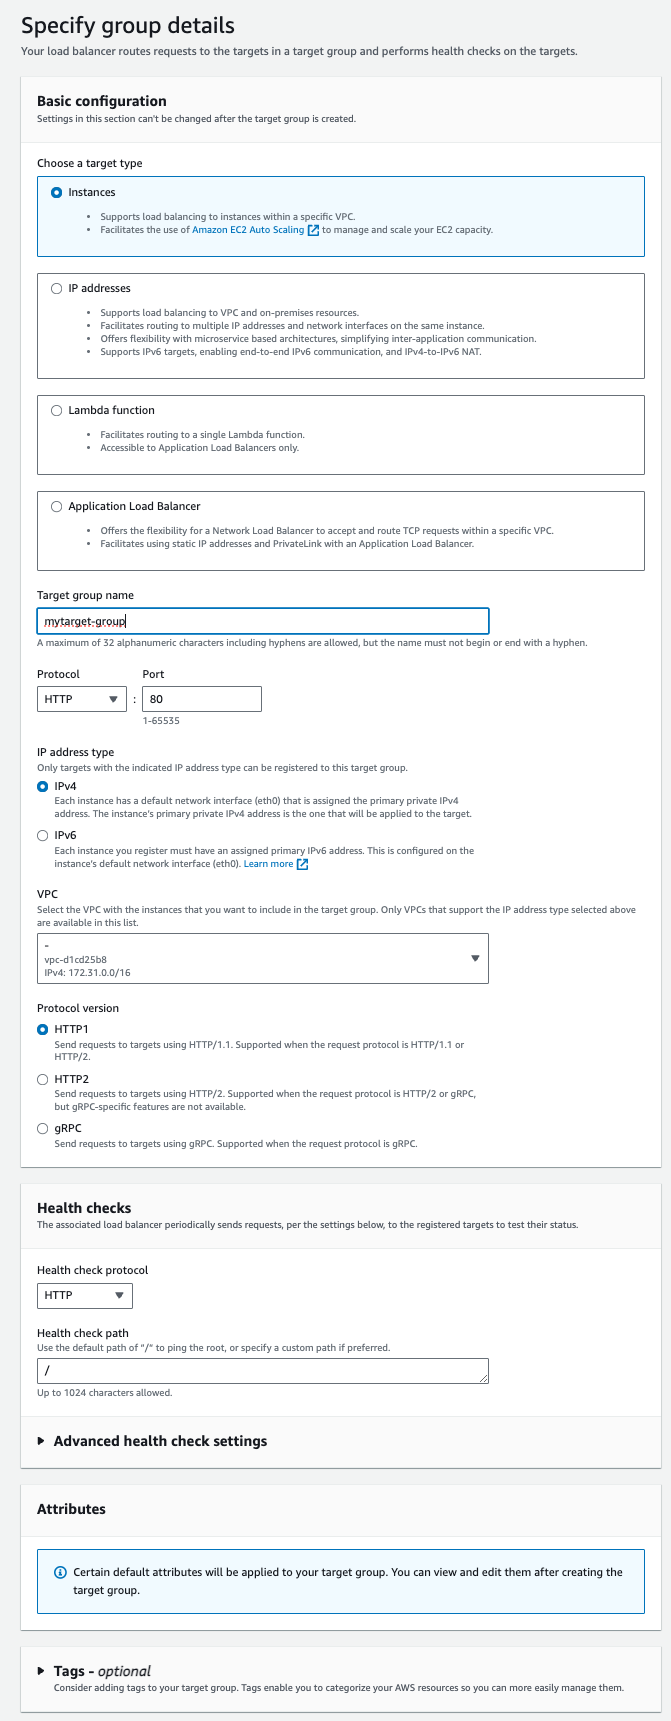 Specify group details
Your load balancer routes requests to the targets in a target group and performs health checks on the targets.
Basic configuration
Settings in this section can't be changed after the target group is created.
Choose a target type
Instances
• Supports load balancing to instances within a specific VPC.
• Facilitates the use of Amazon EC2 Auto Scaling to manage and scale your EC2 capacity.
IP addresses
• Supports load balancing to VPC and on-premises resources.
• Facilitates routing to multiple IP addresses and network interfaces on the same instance.
• Offers flexibility with microservice based architectures, simplifying inter-application communication.
• Supports IPv6 targets, enabling end-to-end IPv6 communication, and IPv4-to-IPv6 NAT.
Lambda function
• Facilitates routing to a single Lambda function.
• Accessible to Application Load Balancers only.
Application Load Balancer
• Offers the flexibility for a Network Load Balancer to accept and route TCP requests within a specific VPC.
• Facilitates using static IP addresses and PrivateLink with an Application Load Balancer.
Target group name
mytarget-group
A maximum of 32 alphanumeric characters including hyphens are allowed, but the name must not begin or end with a hyphen.
Protocol Port
HTTP : 80
1-65535
IP address type
Only targets with the indicated IP address type can be registered to this target group.
IPv4
Each instance has a default network interface (eth0) that is assigned the primary private IPv4
address. The instance's primary private IPv4 address is the one that will be applied to the target.
IPv6
Each instance you register must have an assigned primary IPv6 address. This is configured on the
instance's default network interface (eth0). Learn more
VPC
Select the VPC with the instances that you want to include in the target group. Only VPCs that support the IP address type selected above
are available in this list.
-
vpc-d1cd25b8
IPv4: 172.31.0.0/16
Protocol version
HTTP1
Send requests to targets using HTTP/1.1. Supported when the request protocol is HTTP/1.1 or
HTTP/2.
HTTP2
Send requests to targets using HTTP/2. Supported when the request protocol is HTTP/2 or gRPC,
but gRPC-specific features are not available.
gRPC
Send requests to targets using gRPC. Supported when the request protocol is gRPC.
Health checks
The associated load balancer periodically sends requests, per the settings below, to the registered targets to test their status.
Health check protocol
HTTP
Health check path
Use the default path of "/" to ping the root, or specify a custom path if preferred.
/
Up to 1024 characters allowed.
Advanced health check settings
Attributes
Certain default attributes will be applied to your target group. You can view and edit them after creating the
target group.
Tags - optional
Consider adding tags to your target group. Tags enable you to categorize your AWS resources so you can more easily manage them.